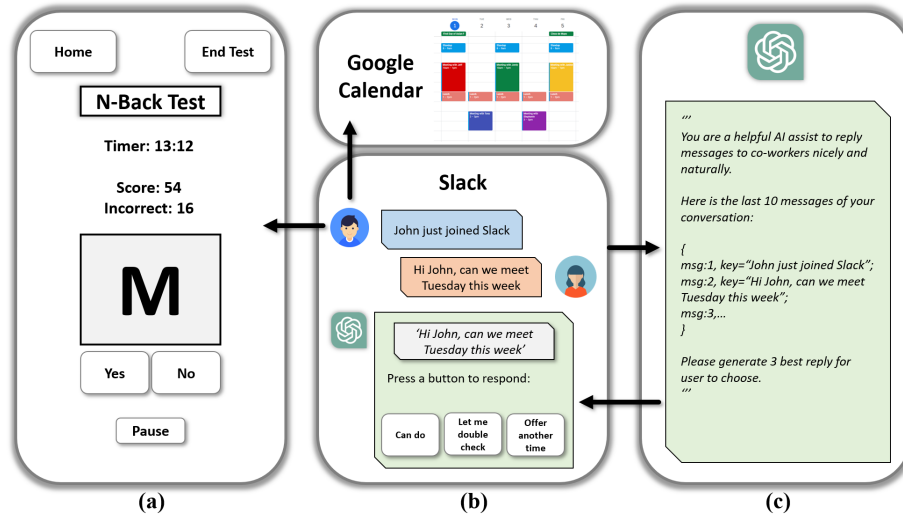 Home
End Test
N-Back Test
Timer: 13:12
Score: 54
Incorrect: 16
M
Yes
No
Pause
(a)
Google
Calendar
1
2
3
4
5
Slack
John just joined Slack
Hi John, can we meet
Tuesday this week
'Hi John, can we meet
Tuesday this week'
Press a button to respond:
Can do
Let me
double
check
Offer
another
time
(b)
'''
You are a helpful AI assist to reply
messages to co-workers nicely and
naturally.
Here is the last 10 messages of your
conversation:
{
msg:1, key="John just joined Slack";
msg:2, key="Hi John, can we meet
Tuesday this week";
msg:3,...
}
Please generate 3 best reply for
user to choose.
'''
(c)